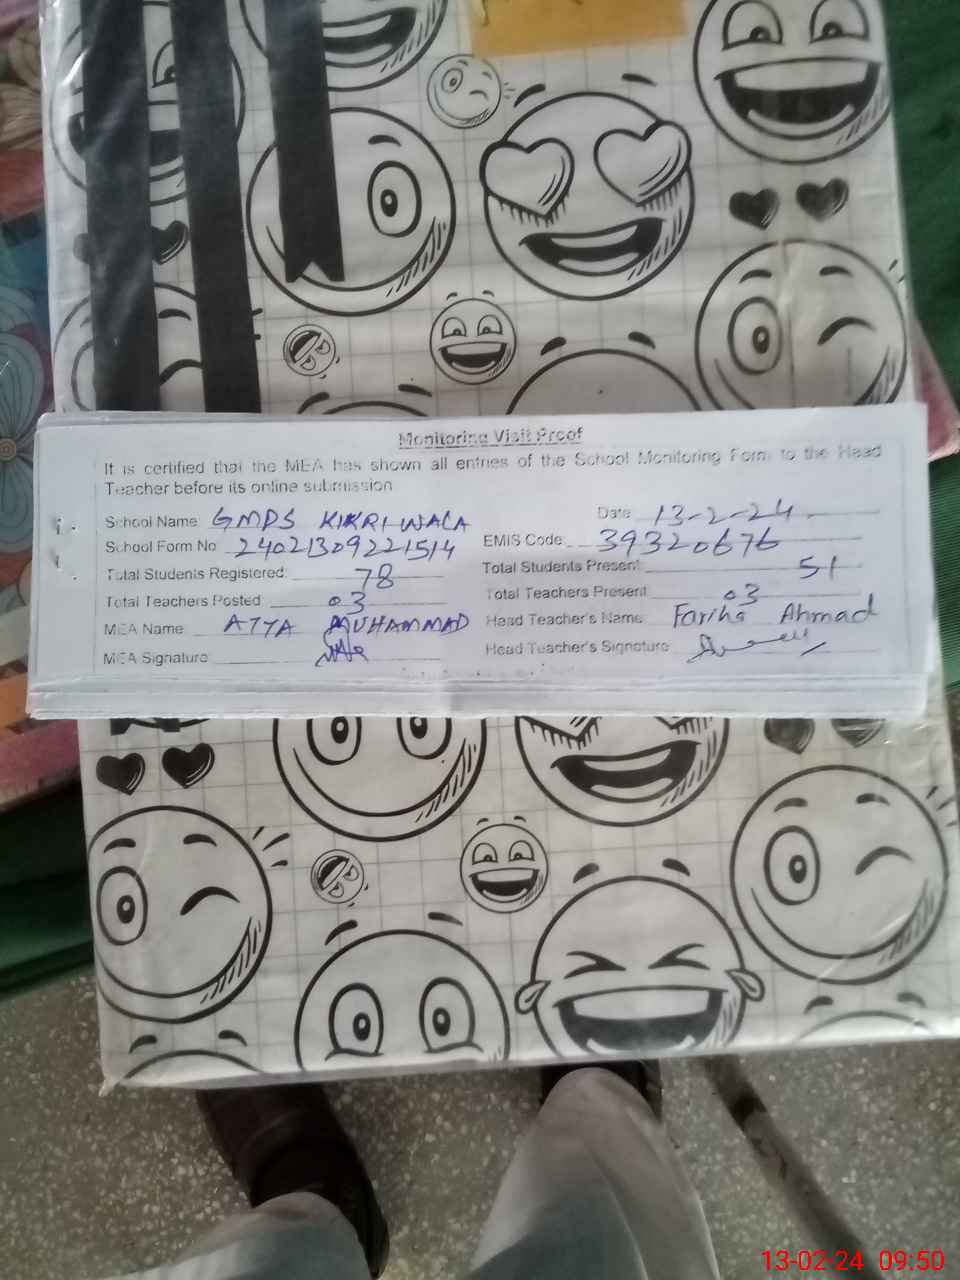 Monitoring Visit Proof
It is certified that the MEA has shown all entries of the School Monitoring Form to the Head
Teacher before its online submission
School Name GMPS KIKRI WALA Date 13-2-24
School Form No 24021309221514 EMIS Code: 39320676
Total Students Registered: 78 Total Students Present 51
Total Teachers Posted 03 Total Teachers Present 03
MEA Name ATTA MUHAMMAD Head Teacher's Name Fariha Ahmad
MEA Signature Head Teacher's Signature
13-02-24 09:50